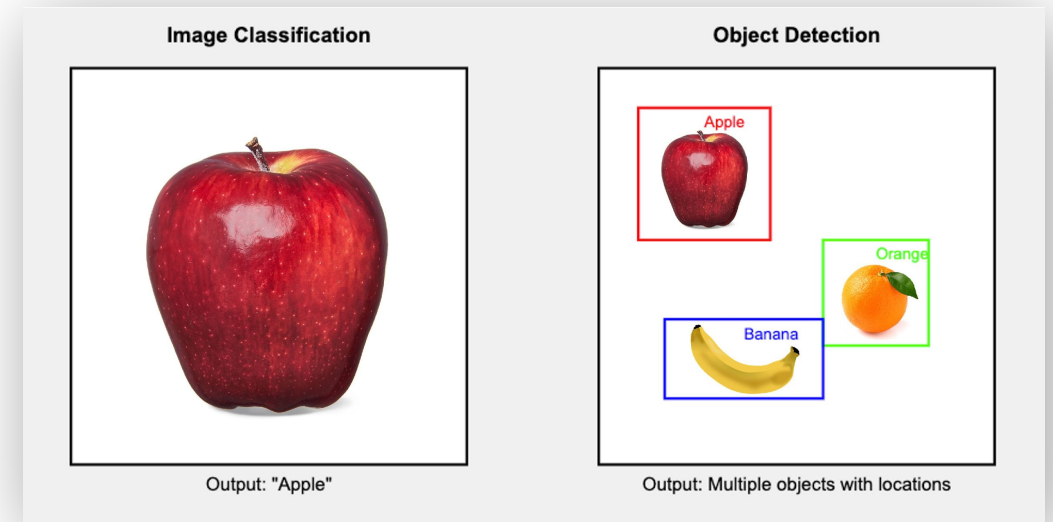 Image Classification
Output: "Apple"
Object Detection
Apple
Orange
Banana
Output: Multiple objects with locations